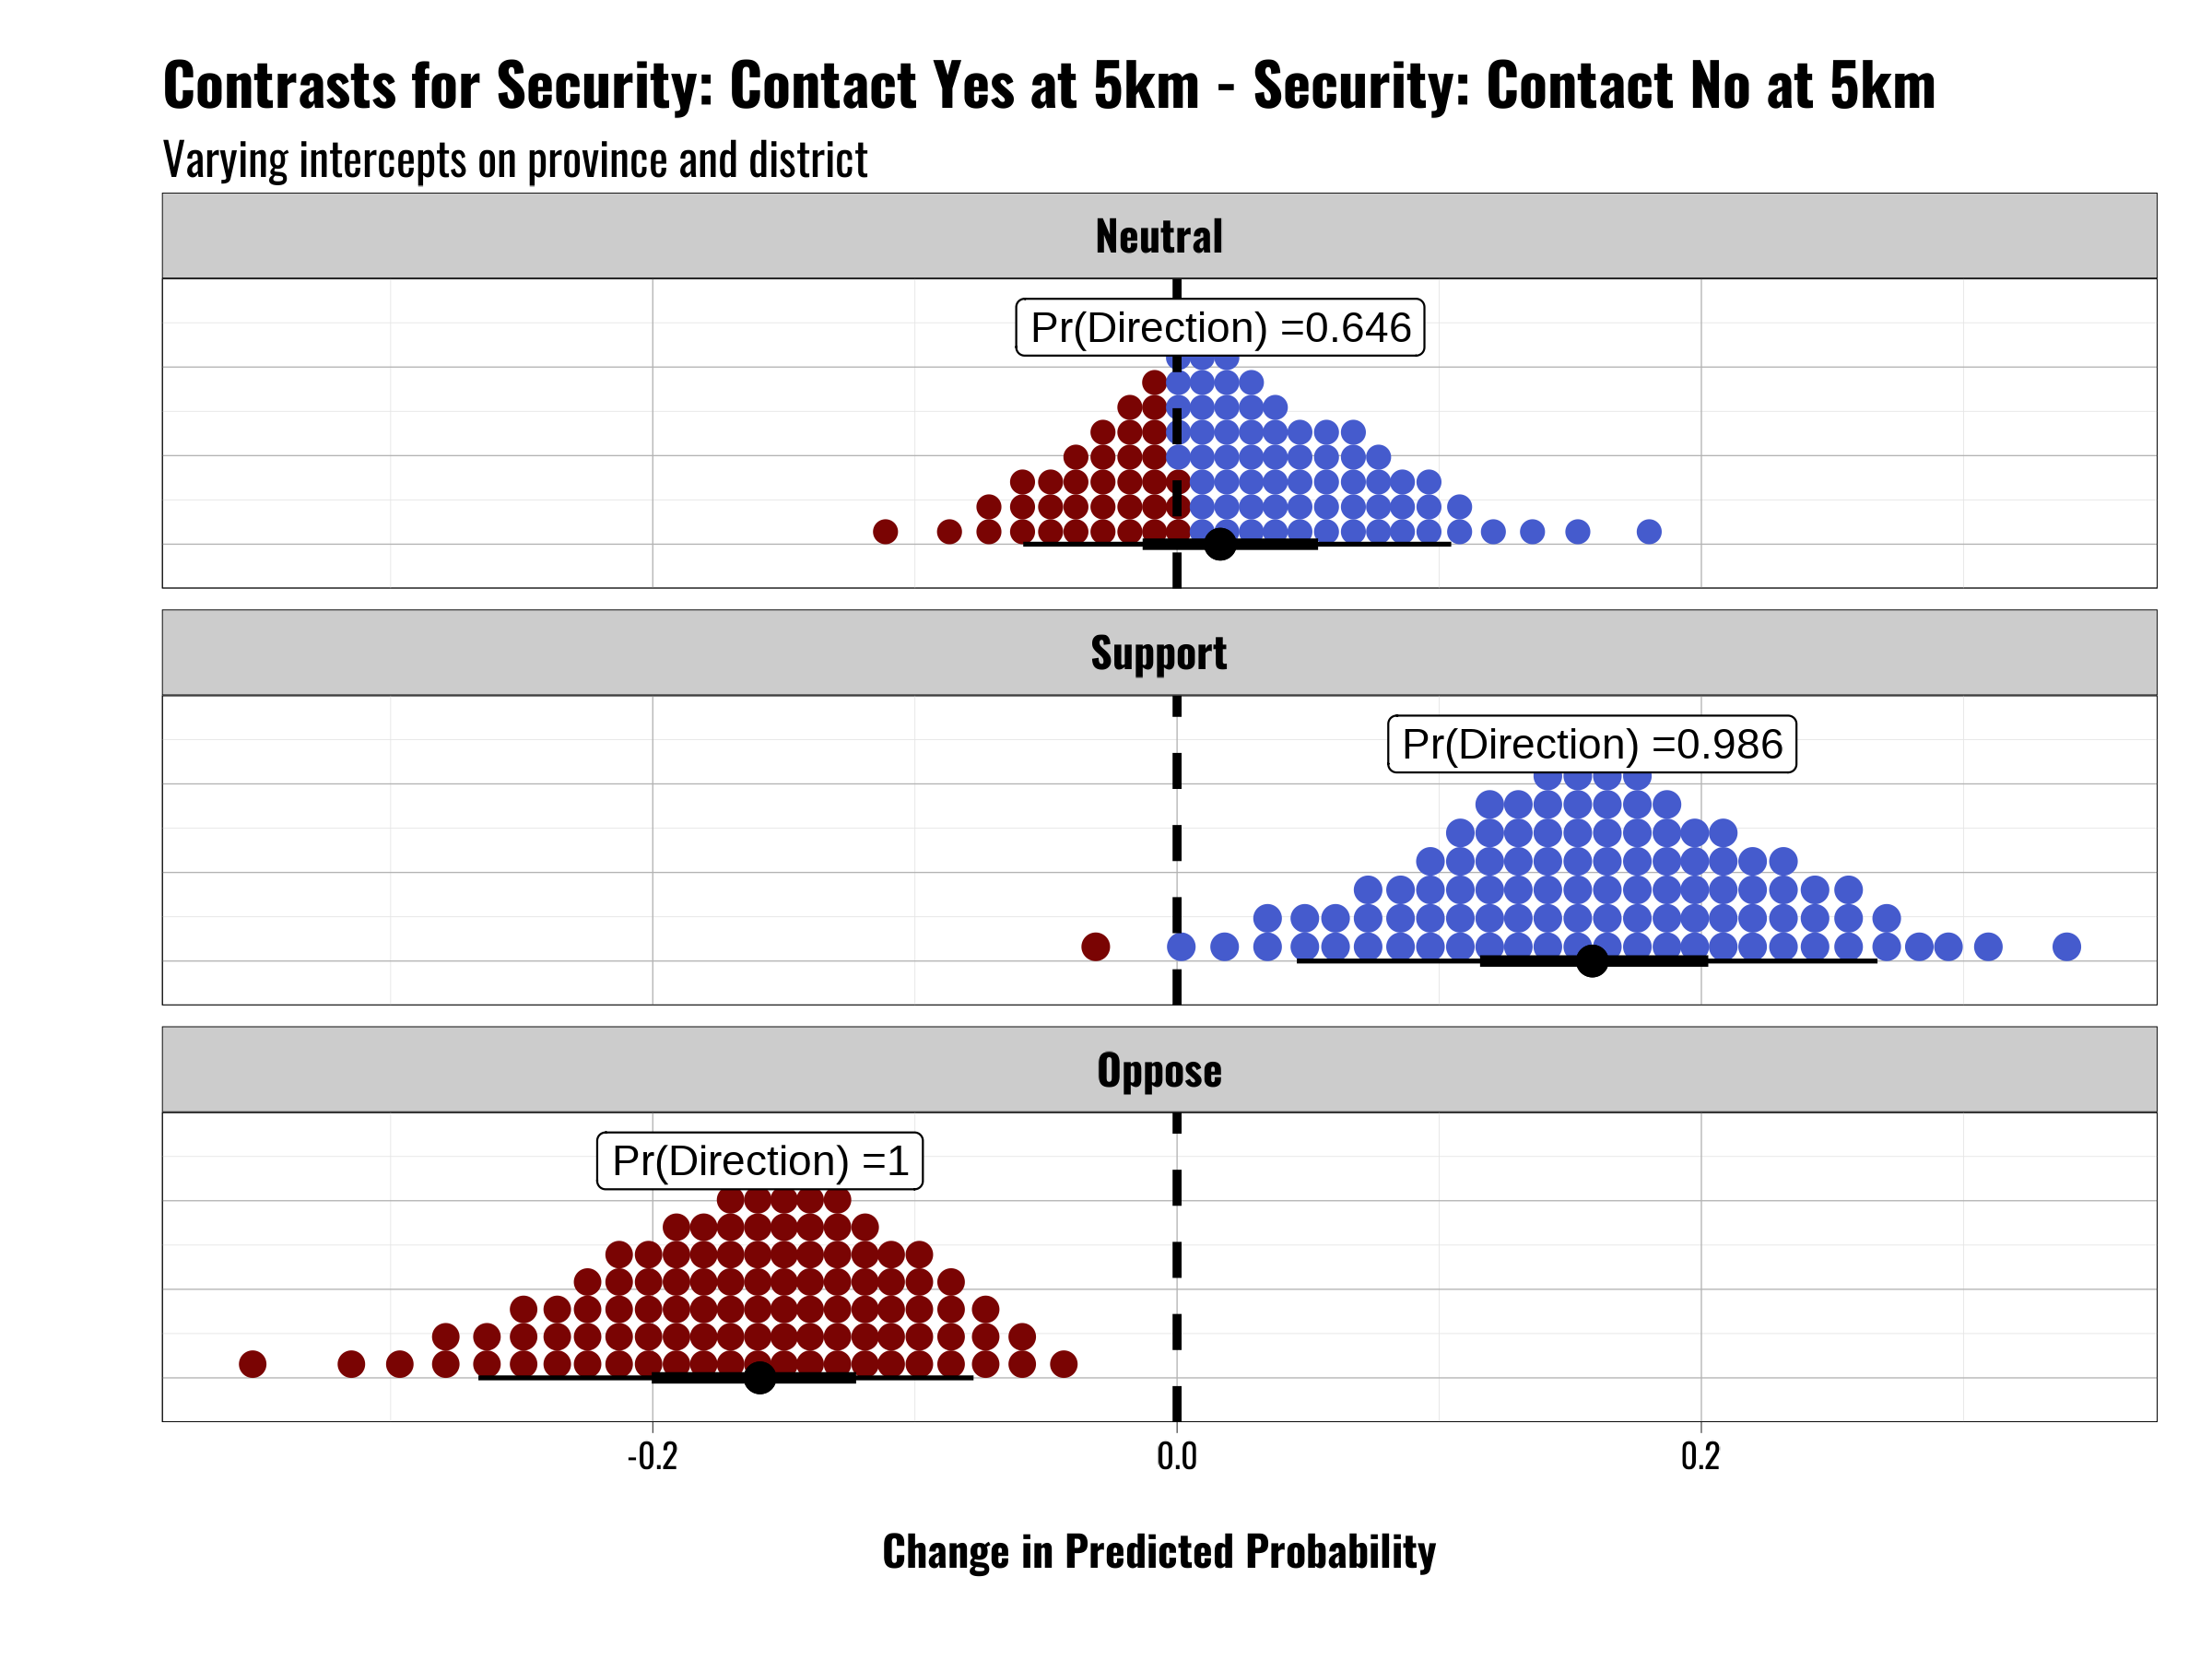 Contrasts for Security: Contact Yes at 5km - Security: Contact No at 5km
Varying intercepts on province and district
Neutral
Pr(Direction) =0.646
Support
Pr(Direction) =0.986
Oppose
Pr(Direction) =1
-0.2 0.0 0.2
Change in Predicted Probability